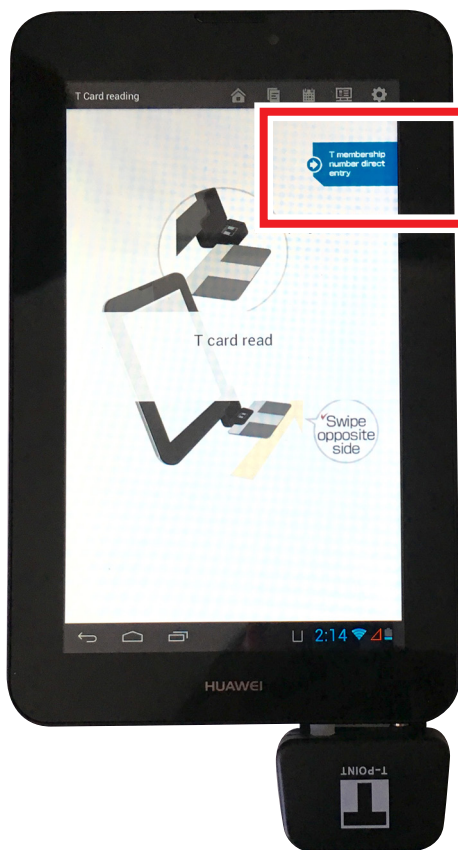 T Card reading
T membership
number direct
entry
T card read
Swipe
opposite
side
2:14
HUAWEI
T-POINT
T